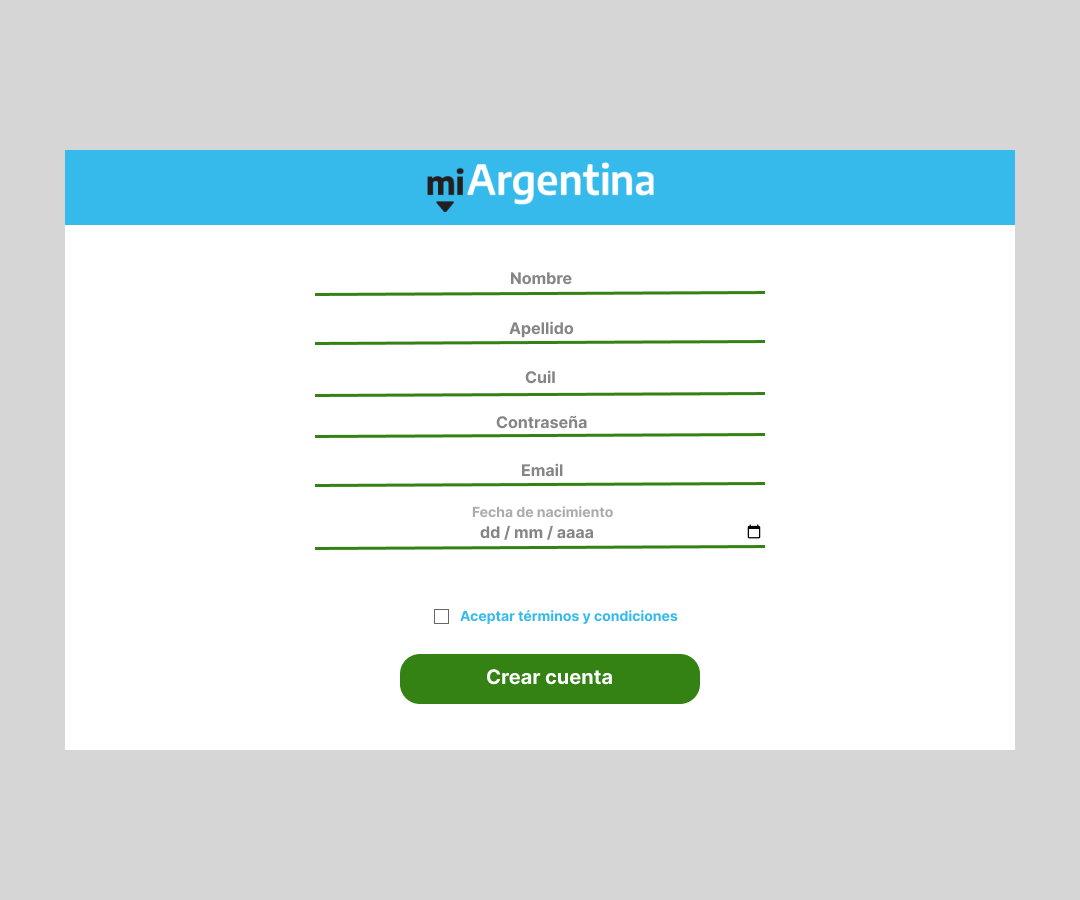 miArgentina
Nombre
Apellido
Cuil
Contraseña
Email
Fecha de nacimiento
dd / mm / aaaa
Aceptar términos y condiciones
Crear cuenta